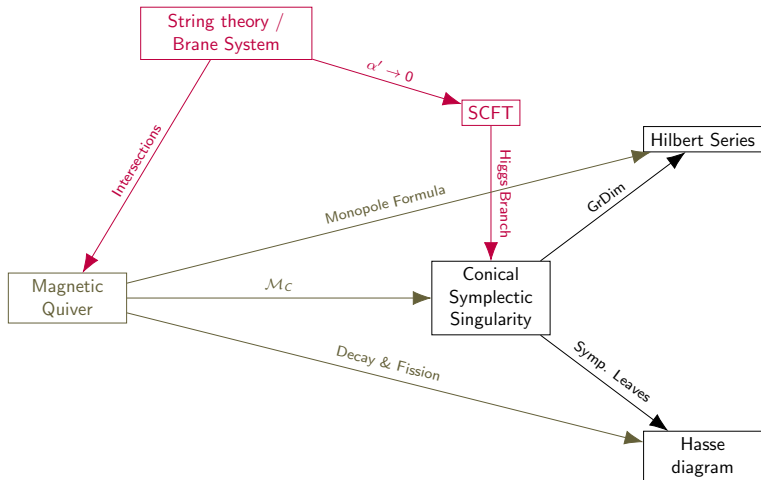 String theory /
Brane System
α′ → 0
SCFT
Hilbert Series
Intersections
Higgs Branch
GrDim
Monopole Formula
Magnetic
Quiver
𝓜_C
Conical
Symplectic
Singularity
Decay & Fission
Symp. Leaves
Hasse
diagram